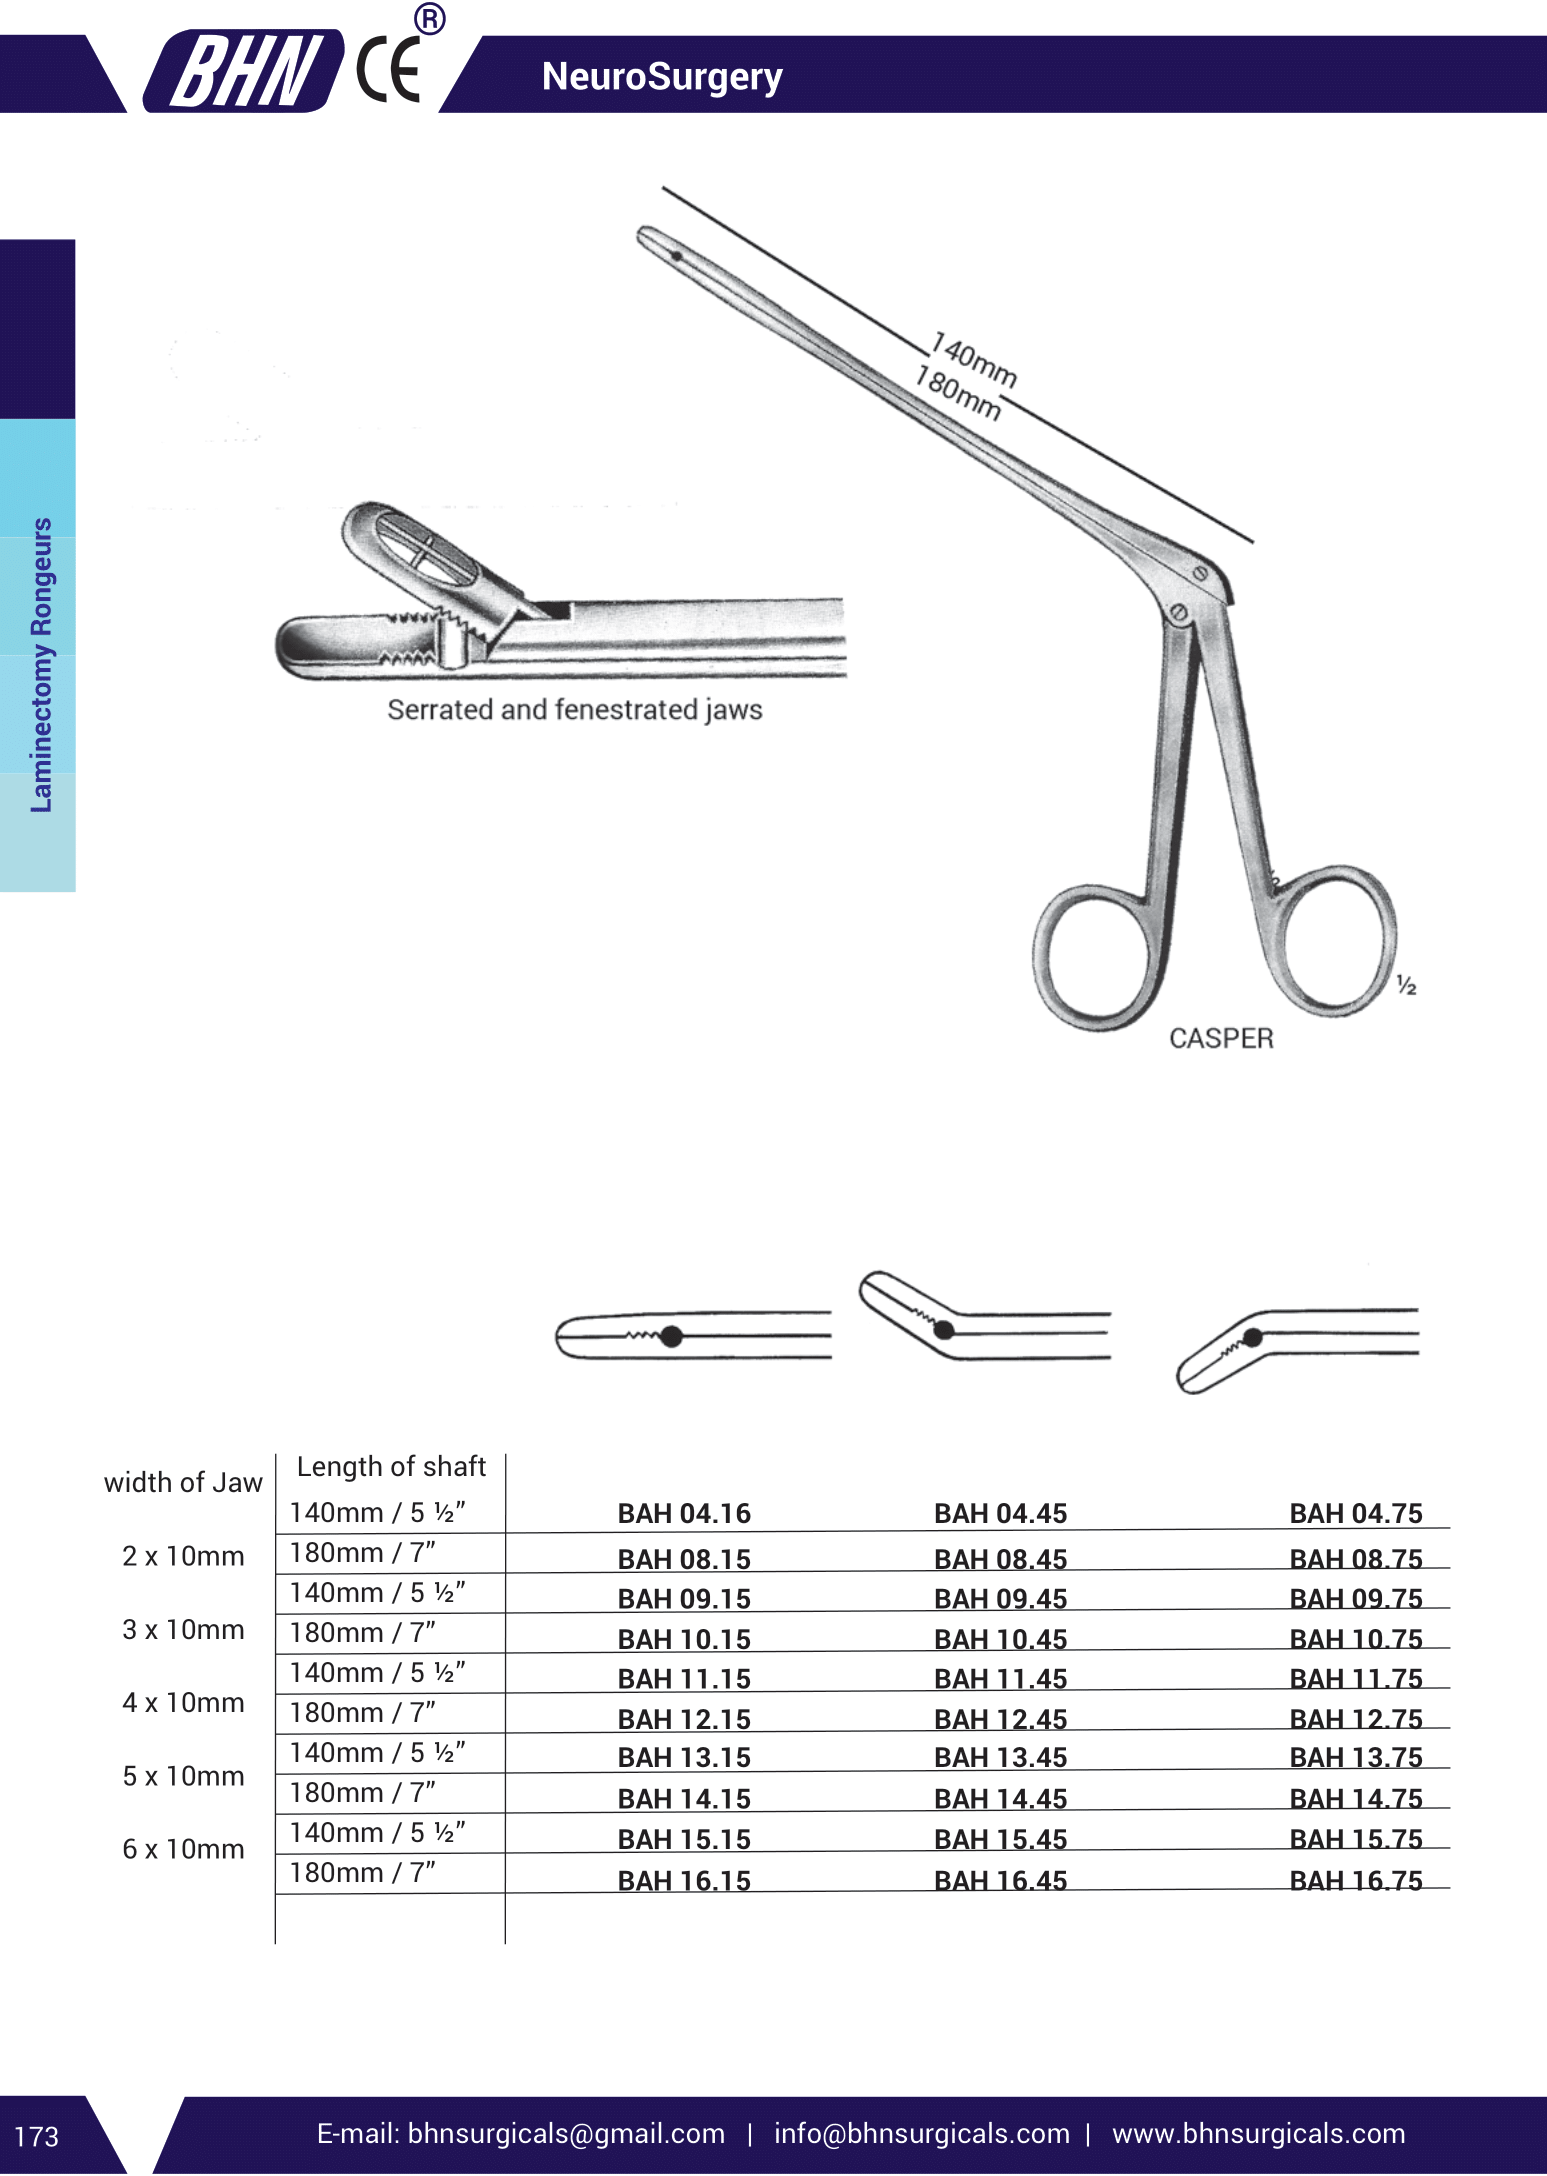 BHN CE ®
NeuroSurgery
Laminectomy Rongeurs
140mm
180mm
Serrated and fenestrated jaws
½
CASPER
width of Jaw
Length of shaft
140mm / 5 ½” BAH 04.16 BAH 04.45 BAH 04.75
2 x 10mm
180mm / 7” BAH 08.15 BAH 08.45 BAH 08.75
140mm / 5 ½” BAH 09.15 BAH 09.45 BAH 09.75
3 x 10mm
180mm / 7” BAH 10.15 BAH 10.45 BAH 10.75
140mm / 5 ½” BAH 11.15 BAH 11.45 BAH 11.75
4 x 10mm
180mm / 7” BAH 12.15 BAH 12.45 BAH 12.75
140mm / 5 ½” BAH 13.15 BAH 13.45 BAH 13.75
5 x 10mm
180mm / 7” BAH 14.15 BAH 14.45 BAH 14.75
140mm / 5 ½” BAH 15.15 BAH 15.45 BAH 15.75
6 x 10mm
180mm / 7” BAH 16.15 BAH 16.45 BAH 16.75
173
E-mail: bhnsurgicals@gmail.com | info@bhnsurgicals.com | www.bhnsurgicals.com